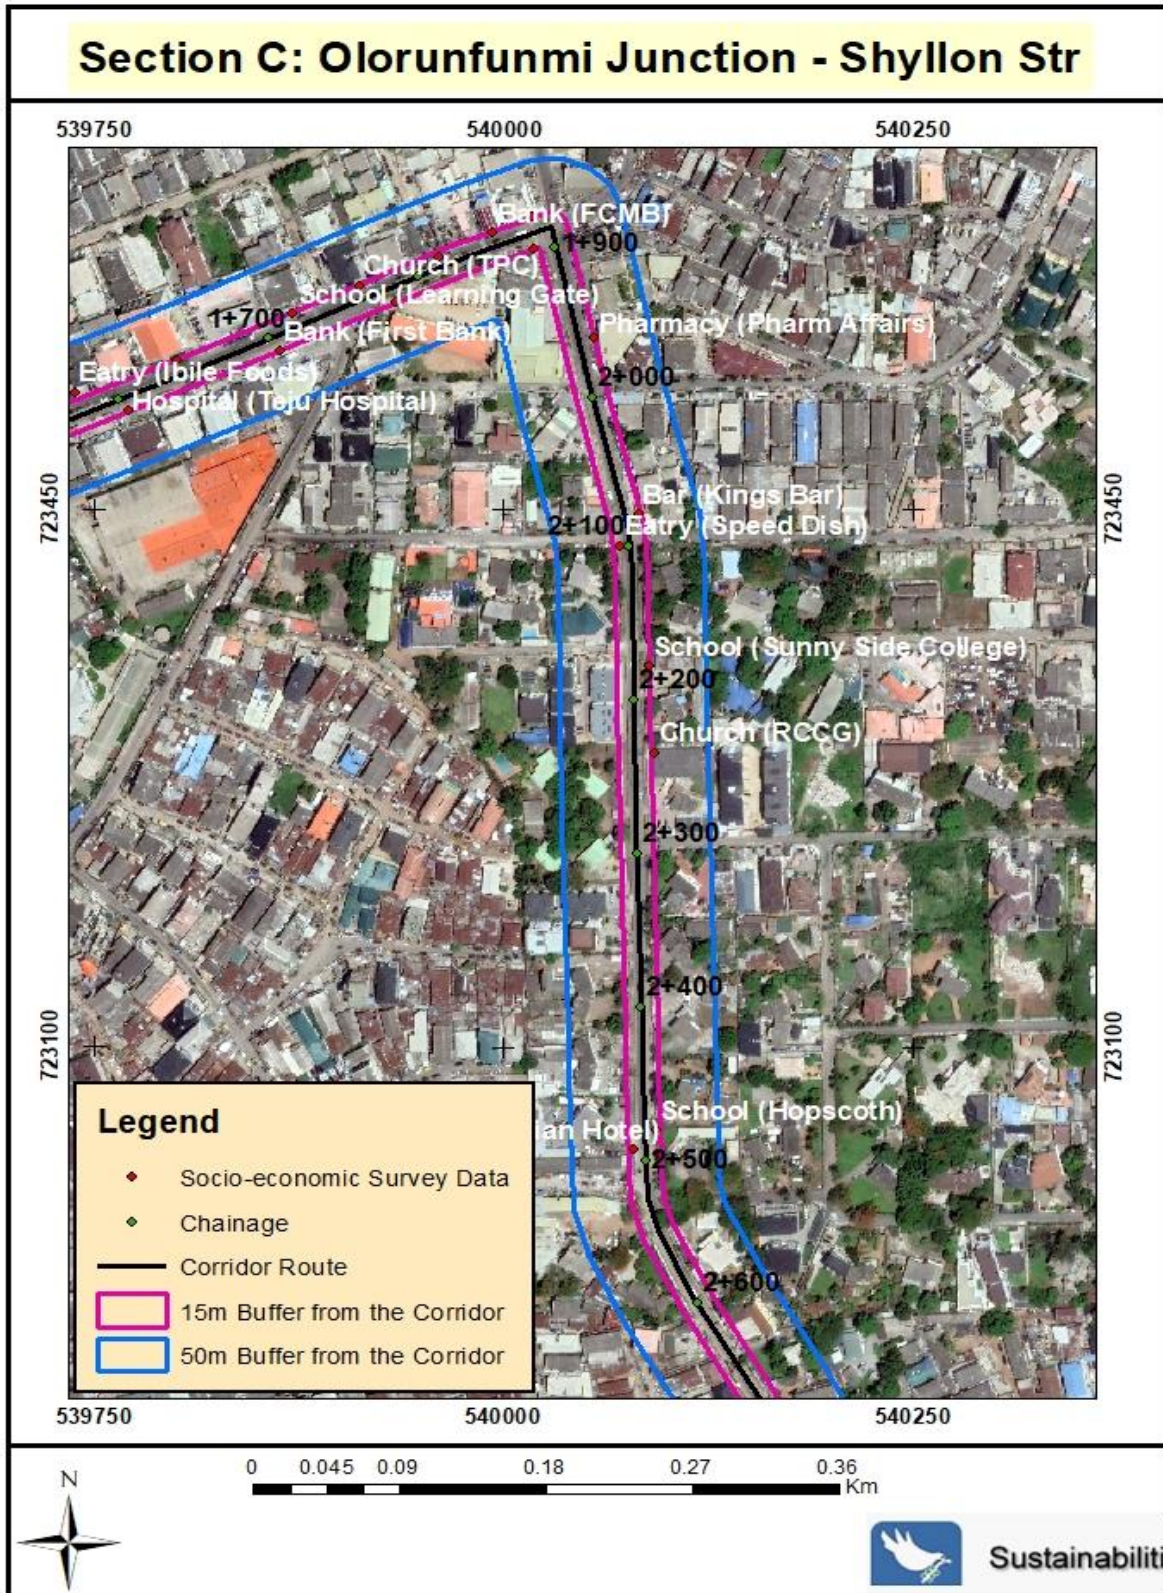 Section C: Olorunfunmi Junction - Shyllon Str
539750 540000 540250
Bank (FCMB)
1+900
Church (TPC)
School (Learning Gate)
1+700
Bank (First Bank)
Pharmacy (Pharm Affairs)
Eatry (Ibile Foods)
2+000
Hospital (Teju Hospital)
723450
723450
Bar (Kings Bar)
2+100
Eatry (Speed Dish)
School (Sunny Side College)
2+200
Church (RCCG)
2+300
2+400
723100
723100
School (Hopscoth)
ian Hotel)
2+500
2+600
Legend
Socio-economic Survey Data
Chainage
Corridor Route
15m Buffer from the Corridor
50m Buffer from the Corridor
539750 540000 540250
N
0 0.045 0.09 0.18 0.27 0.36
Km
Sustainabiliti